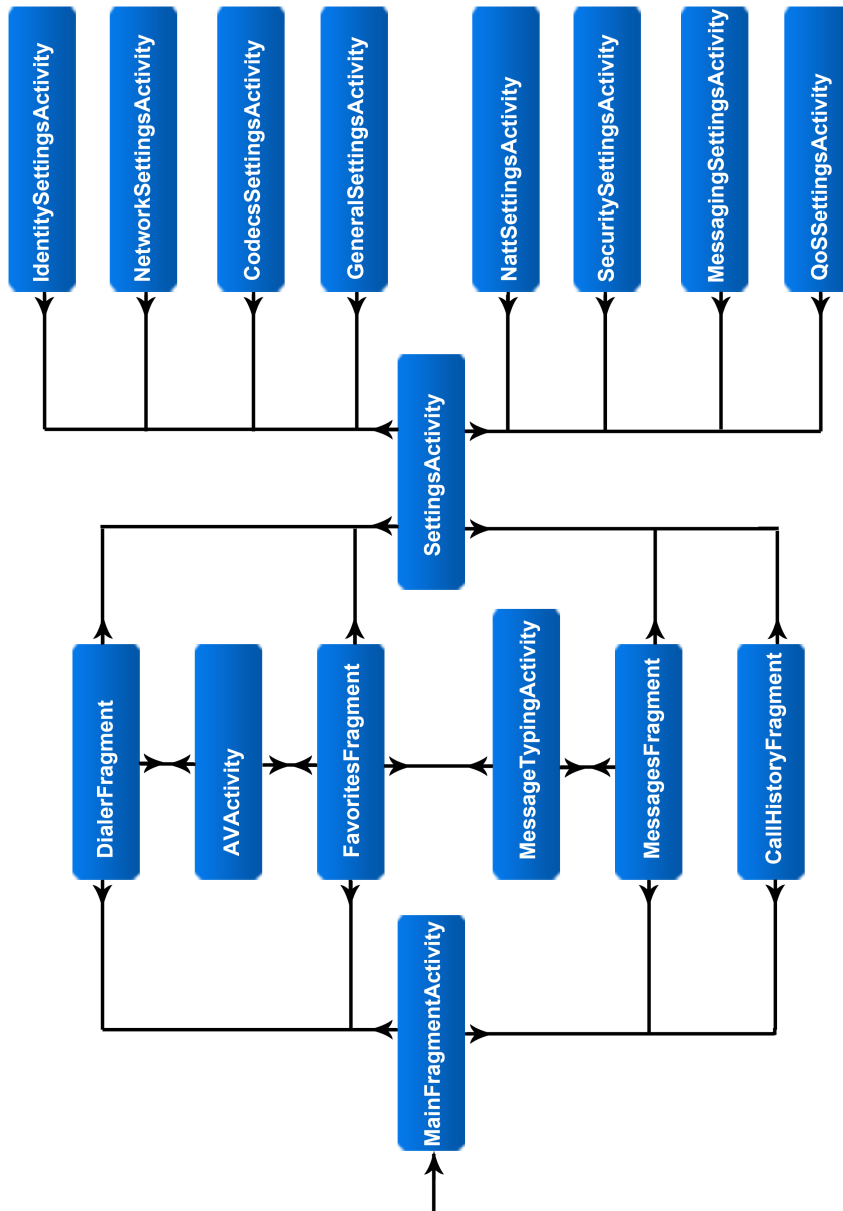 IdentitySettingsActivity
NetworkSettingsActivity
CodecsSettingsActivity
GeneralSettingsActivity
NattSettingsActivity
SecuritySettingsActivity
MessagingSettingsActivity
QoSSettingsActivity
SettingsActivity
DialerFragment
AVActivity
FavoritesFragment
MessageTypingActivity
MessagesFragment
CallHistoryFragment
MainFragmentActivity